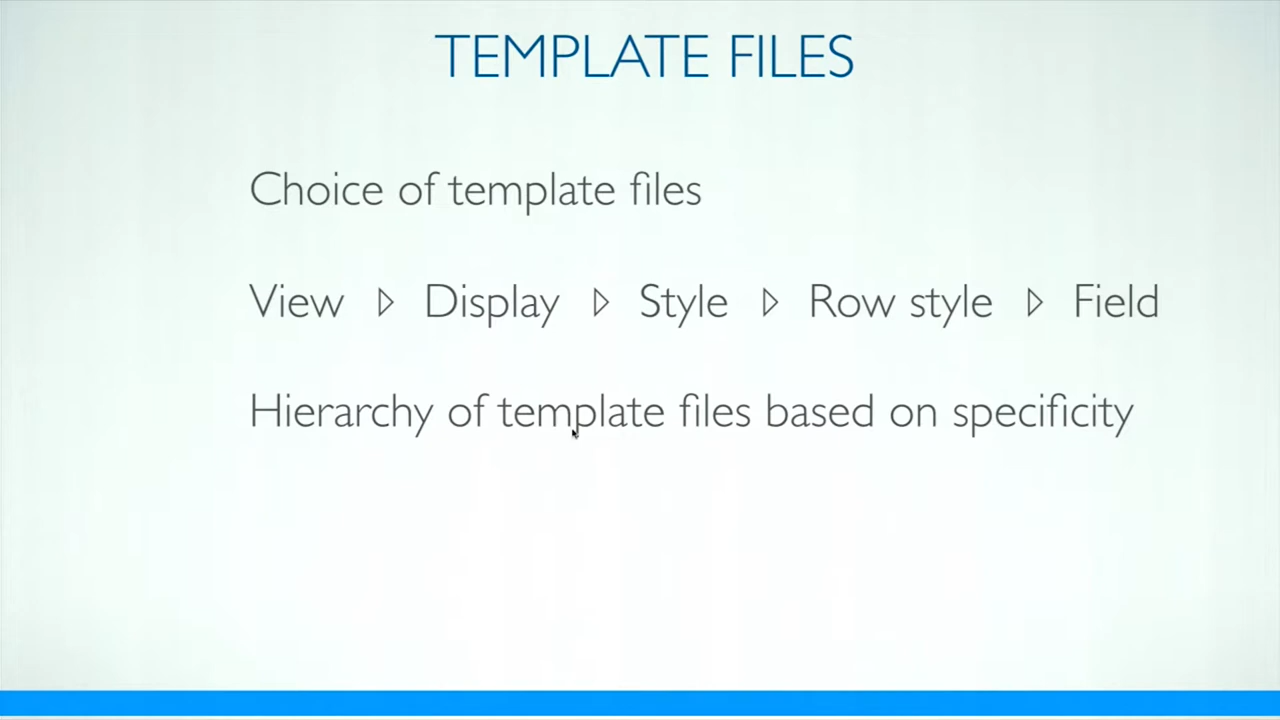 TEMPLATE FILES
Choice of template files
View ▷ Display ▷ Style ▷ Row style ▷ Field
Hierarchy of template files based on specificity